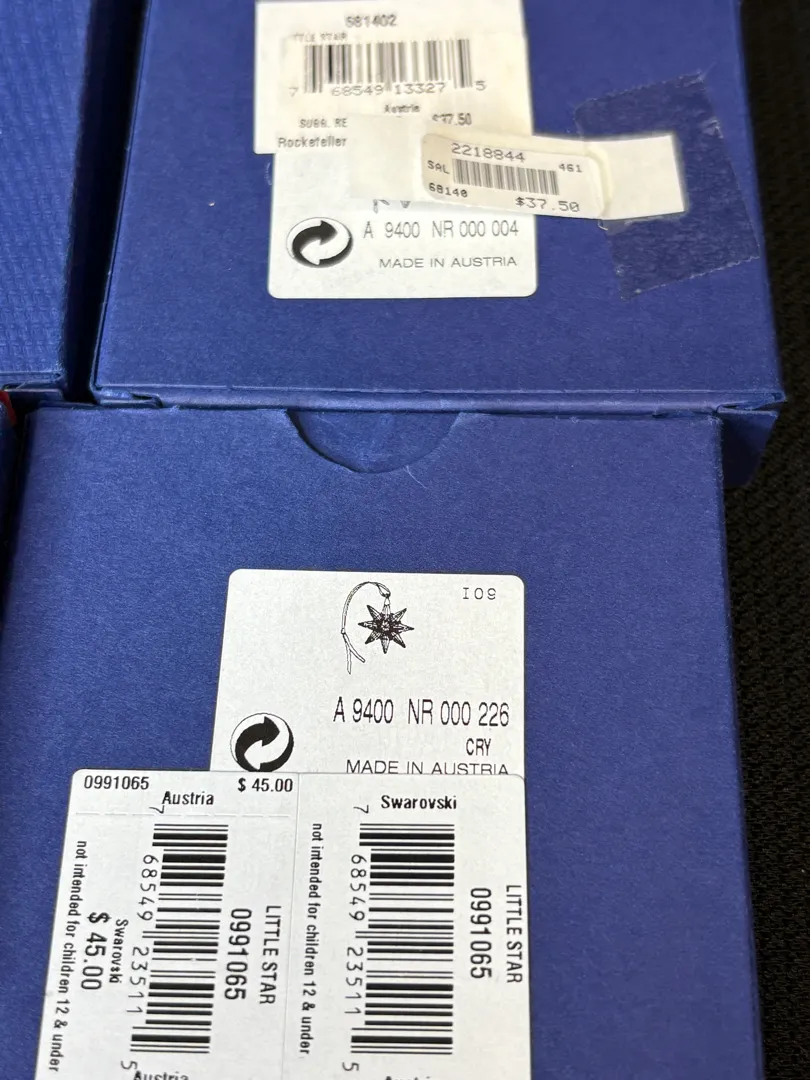 681402
TTLE STAR
7 68549 13327 5
Austria
SUGG. RE
$37.50
Rockefeller
2218844
SAL
461
68140
$37.50
A 9400 NR 000 004
MADE IN AUSTRIA
I09
A 9400 NR 000 226
CRY
MADE IN AUSTRIA
0991065
$ 45.00
Austria
7 68549 23511 5
LITTLE STAR
0991065
Swarovski
$ 45.00
not intended for children 12 & under
Austria
Swarovski
7 68549 23511 5
LITTLE STAR
0991065
not intended for children 12 & under